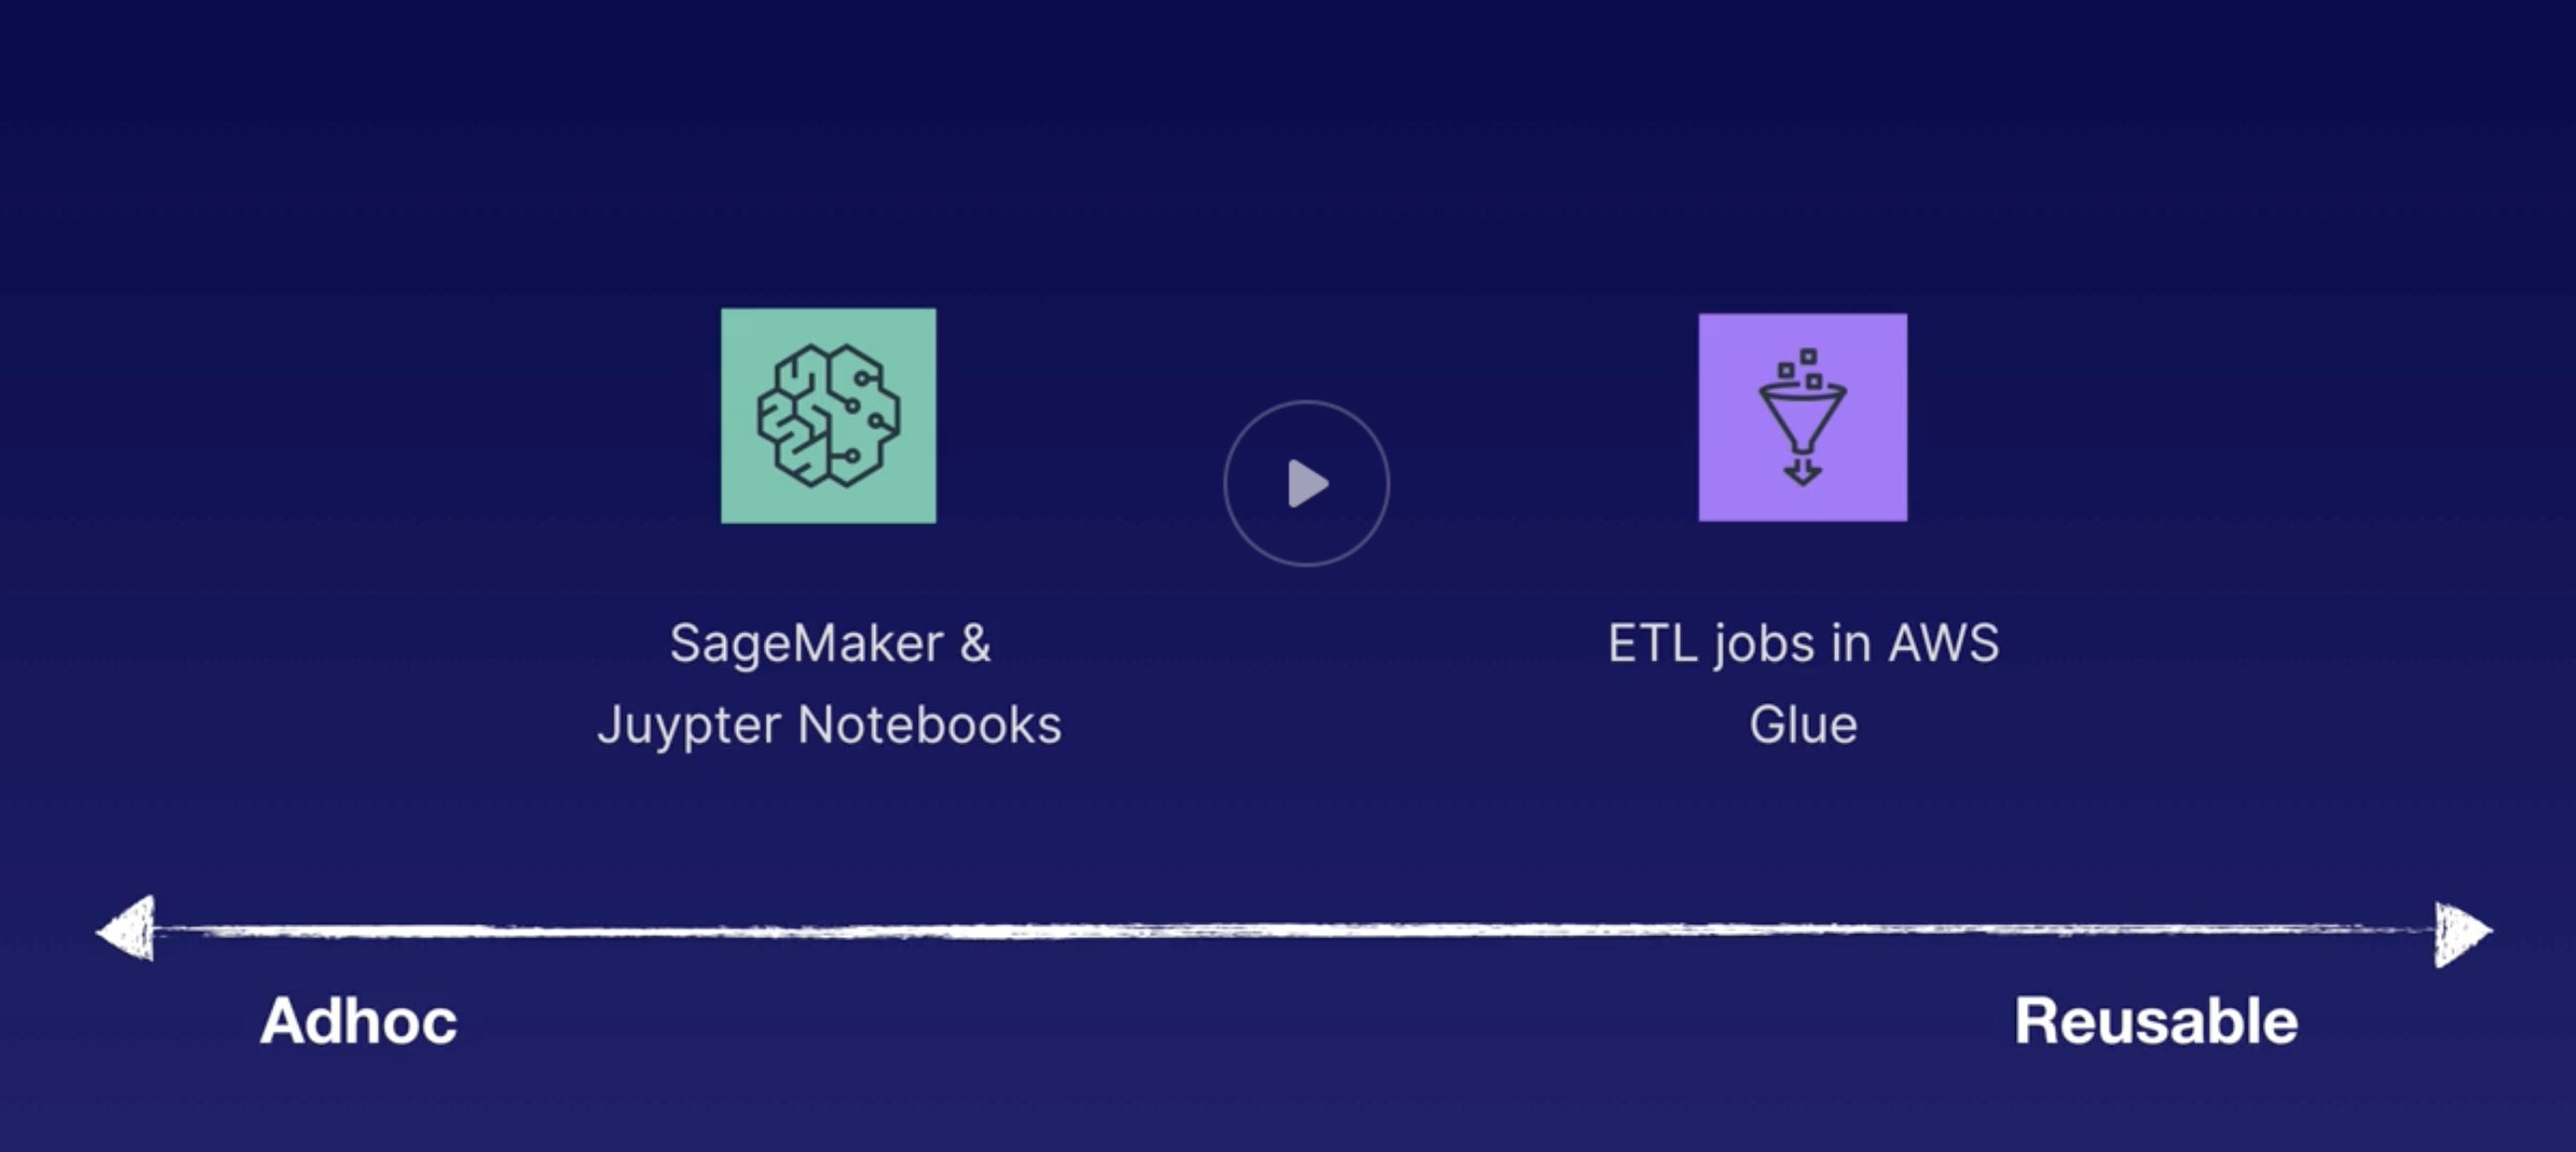 SageMaker &
Juypter Notebooks
ETL jobs in AWS
Glue
Adhoc
Reusable